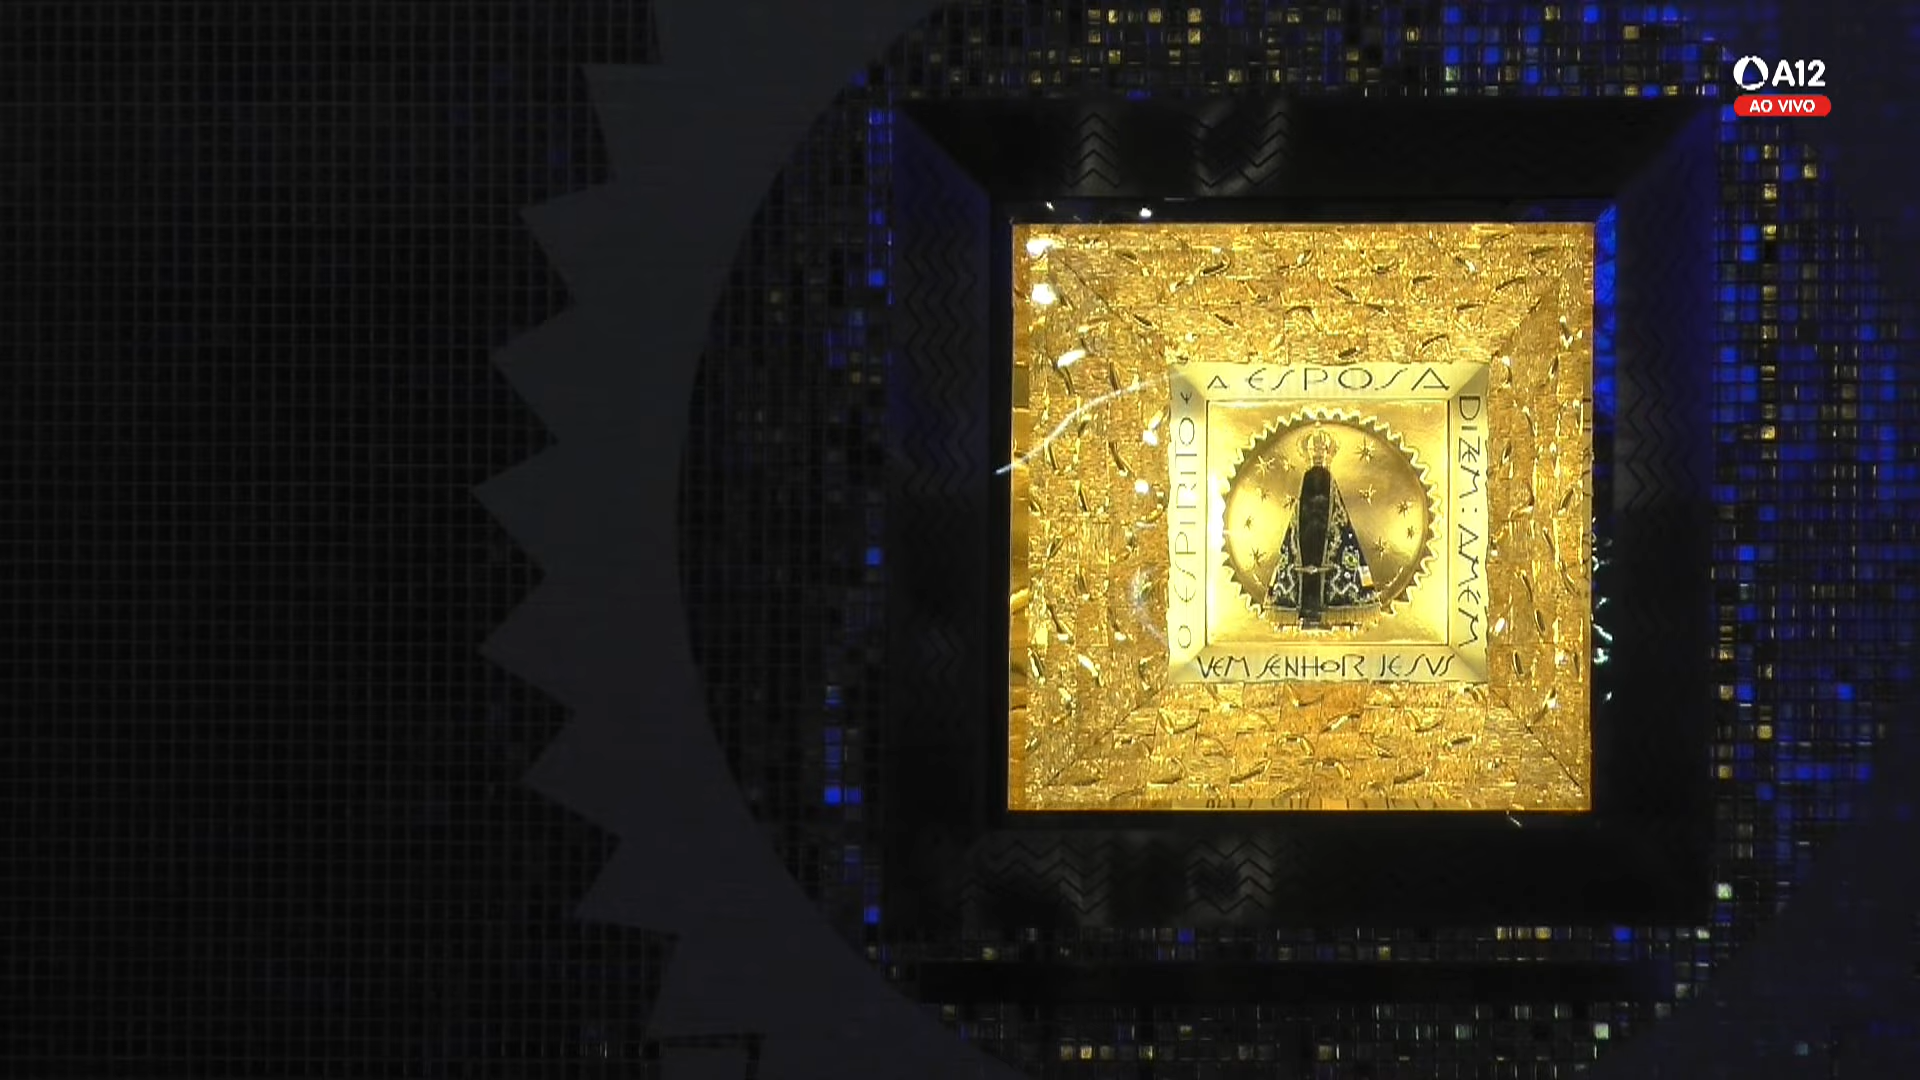 A12
AO VIVO
O ESPIRITO E
A ESPOSA
DIZEM: AMÉM
VEM SENHOR JESUS